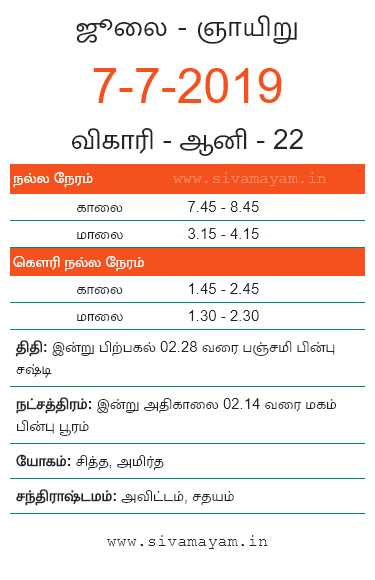 ஜூலை - ஞாயிறு
7-7-2019
விகாரி - ஆனி - 22
நல்ல நேரம் www.sivamayam.in
காலை 7.45 - 8.45
மாலை 3.15 - 4.15
கௌரி நல்ல நேரம்
காலை 1.45 - 2.45
மாலை 1.30 - 2.30
திதி: இன்று பிற்பகல் 02.28 வரை பஞ்சமி பின்பு
சஷ்டி
நட்சத்திரம்: இன்று அதிகாலை 02.14 வரை மகம்
பின்பு பூரம்
யோகம்: சித்த, அமிர்த
சந்திராஷ்டமம்: அவிட்டம், சதயம்
www.sivamayam.in